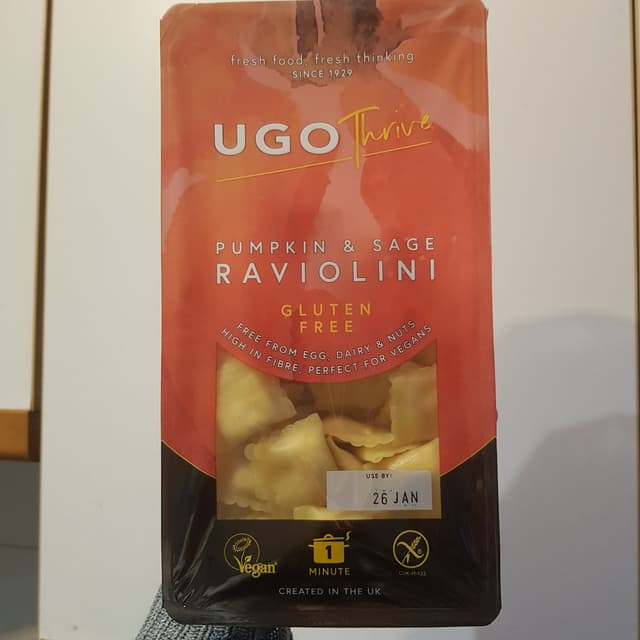 fresh food, fresh thinking
SINCE 1929
UGO Thrive
PUMPKIN & SAGE
RAVIOLINI
GLUTEN
FREE
FREE FROM EGG, DAIRY & NUTS
HIGH IN FIBRE, PERFECT FOR VEGANS
USE BY:
26 JAN
Vegan
1
MINUTE
CREATED IN THE UK